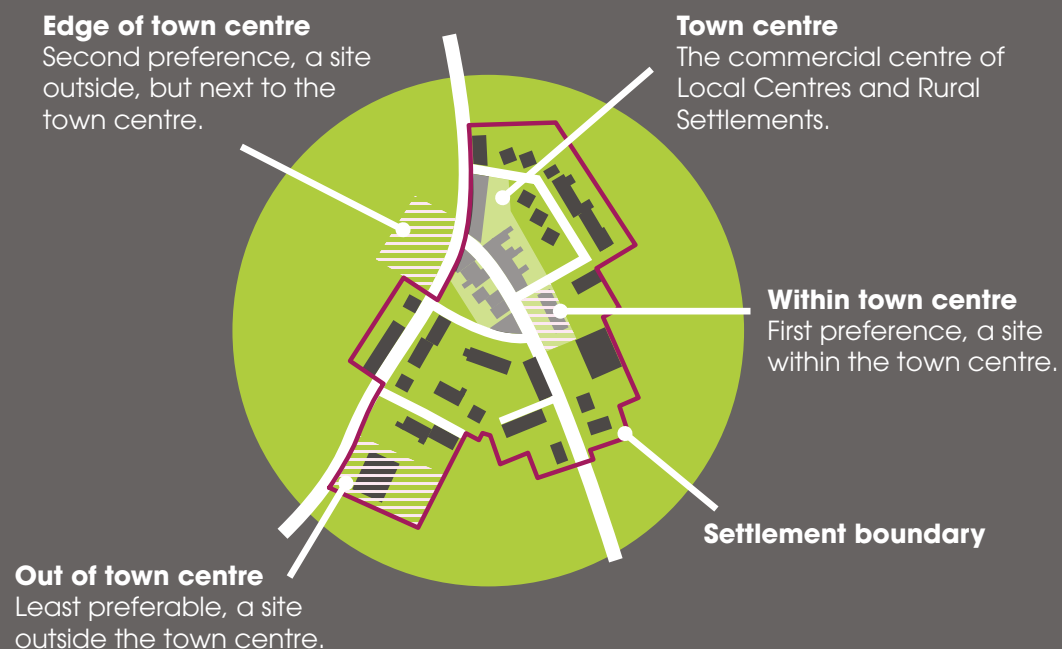 Edge of town centre
Second preference, a site
outside, but next to the
town centre.
Town centre
The commercial centre of
Local Centres and Rural
Settlements.
Within town centre
First preference, a site
within the town centre.
Settlement boundary
Out of town centre
Least preferable, a site
outside the town centre.